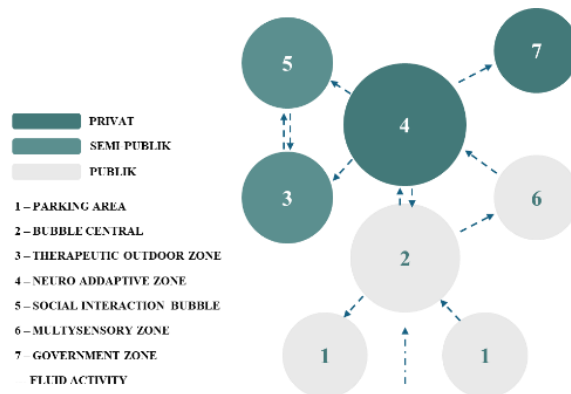 5
7
4
PRIVAT
SEMI PUBLIK
PUBLIK
3
6
1 – PARKING AREA
2 – BUBBLE CENTRAL
3 – THERAPEUTIC OUTDOOR ZONE
4 – NEURO ADDAPTIVE ZONE
5 – SOCIAL INTERACTION BUBBLE
6 – MULTYSENSORY ZONE
7 – GOVERNMENT ZONE
FLUID ACTIVITY
2
1
1